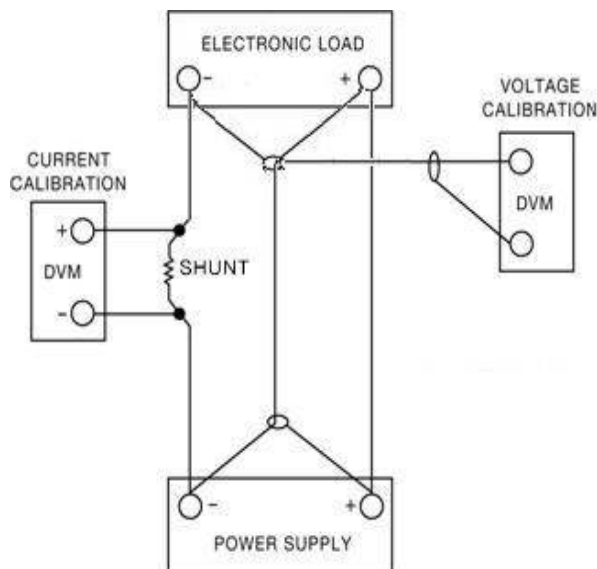 ELECTRONIC LOAD
- +
VOLTAGE
CALIBRATION
DVM
CURRENT
CALIBRATION
+
DVM
-
SHUNT
- +
POWER SUPPLY